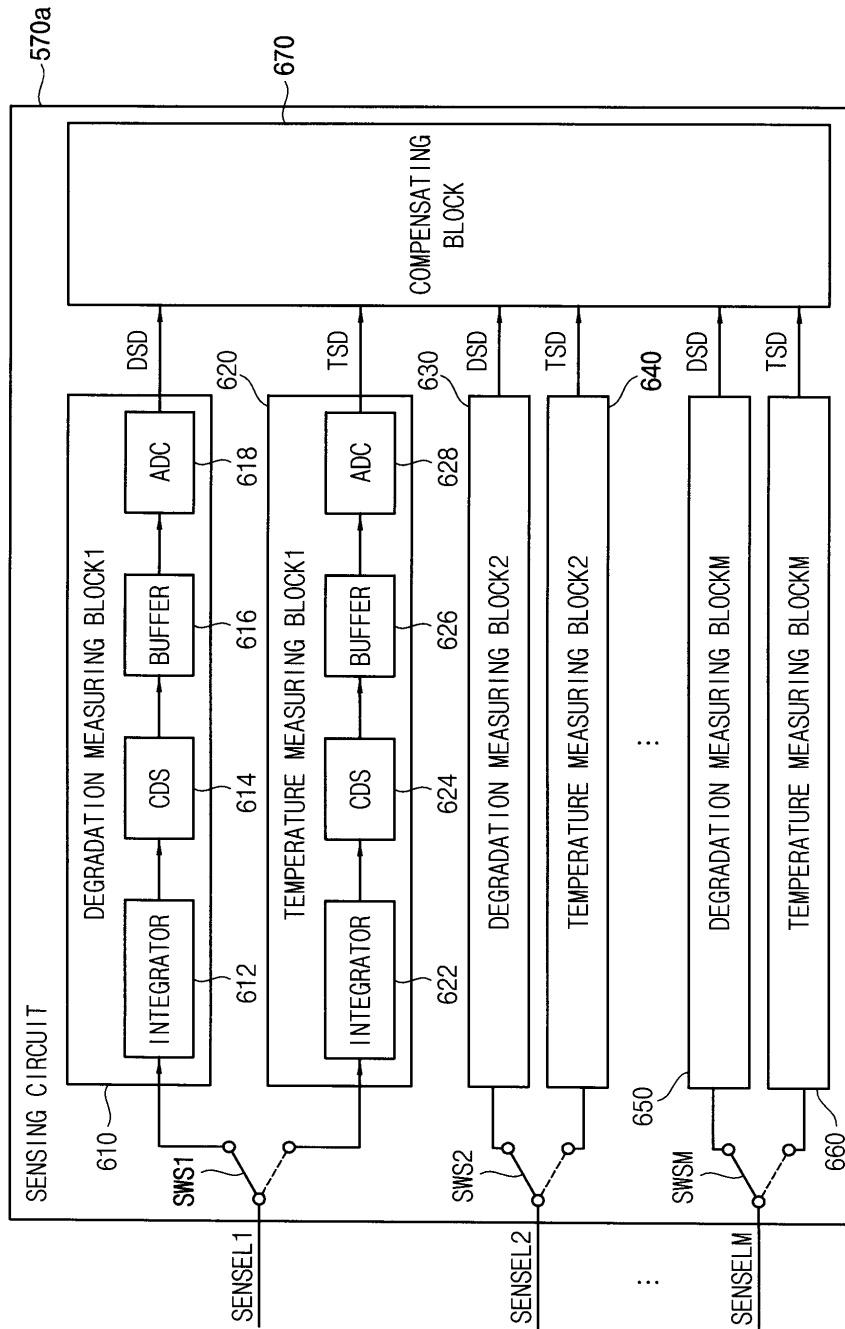 570a
SENSING CIRCUIT
670
COMPENSATING
BLOCK
610
DEGRADATION MEASURING BLOCK1
INTEGRATOR
CDS
BUFFER
ADC
612
614
616
618
DSD
SWS1
SENSEL1
620
TEMPERATURE MEASURING BLOCK1
INTEGRATOR
CDS
BUFFER
ADC
622
624
626
628
TSD
630
DEGRADATION MEASURING BLOCK2
DSD
SWS2
SENSEL2
TEMPERATURE MEASURING BLOCK2
640
TSD
...
...
650
DEGRADATION MEASURING BLOCKM
DSD
SWSM
SENSELM
660
TEMPERATURE MEASURING BLOCKM
TSD